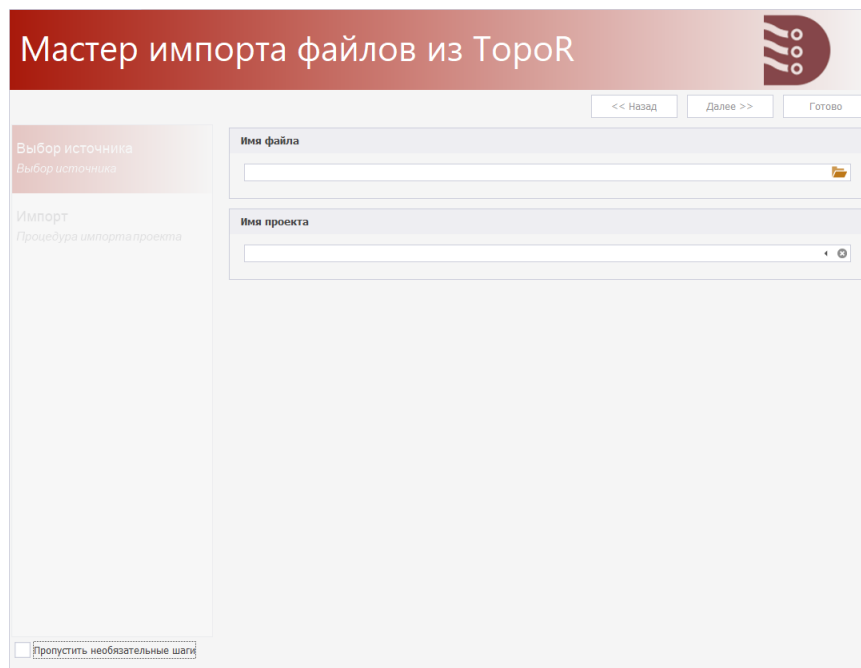 Мастер импорта файлов из TopoR
<< Назад
Далее >>
Готово
Выбор источника
Выбор источника
Импорт
Процедура импорта проекта
Имя файла
Имя проекта
Пропустить необязательные шаги